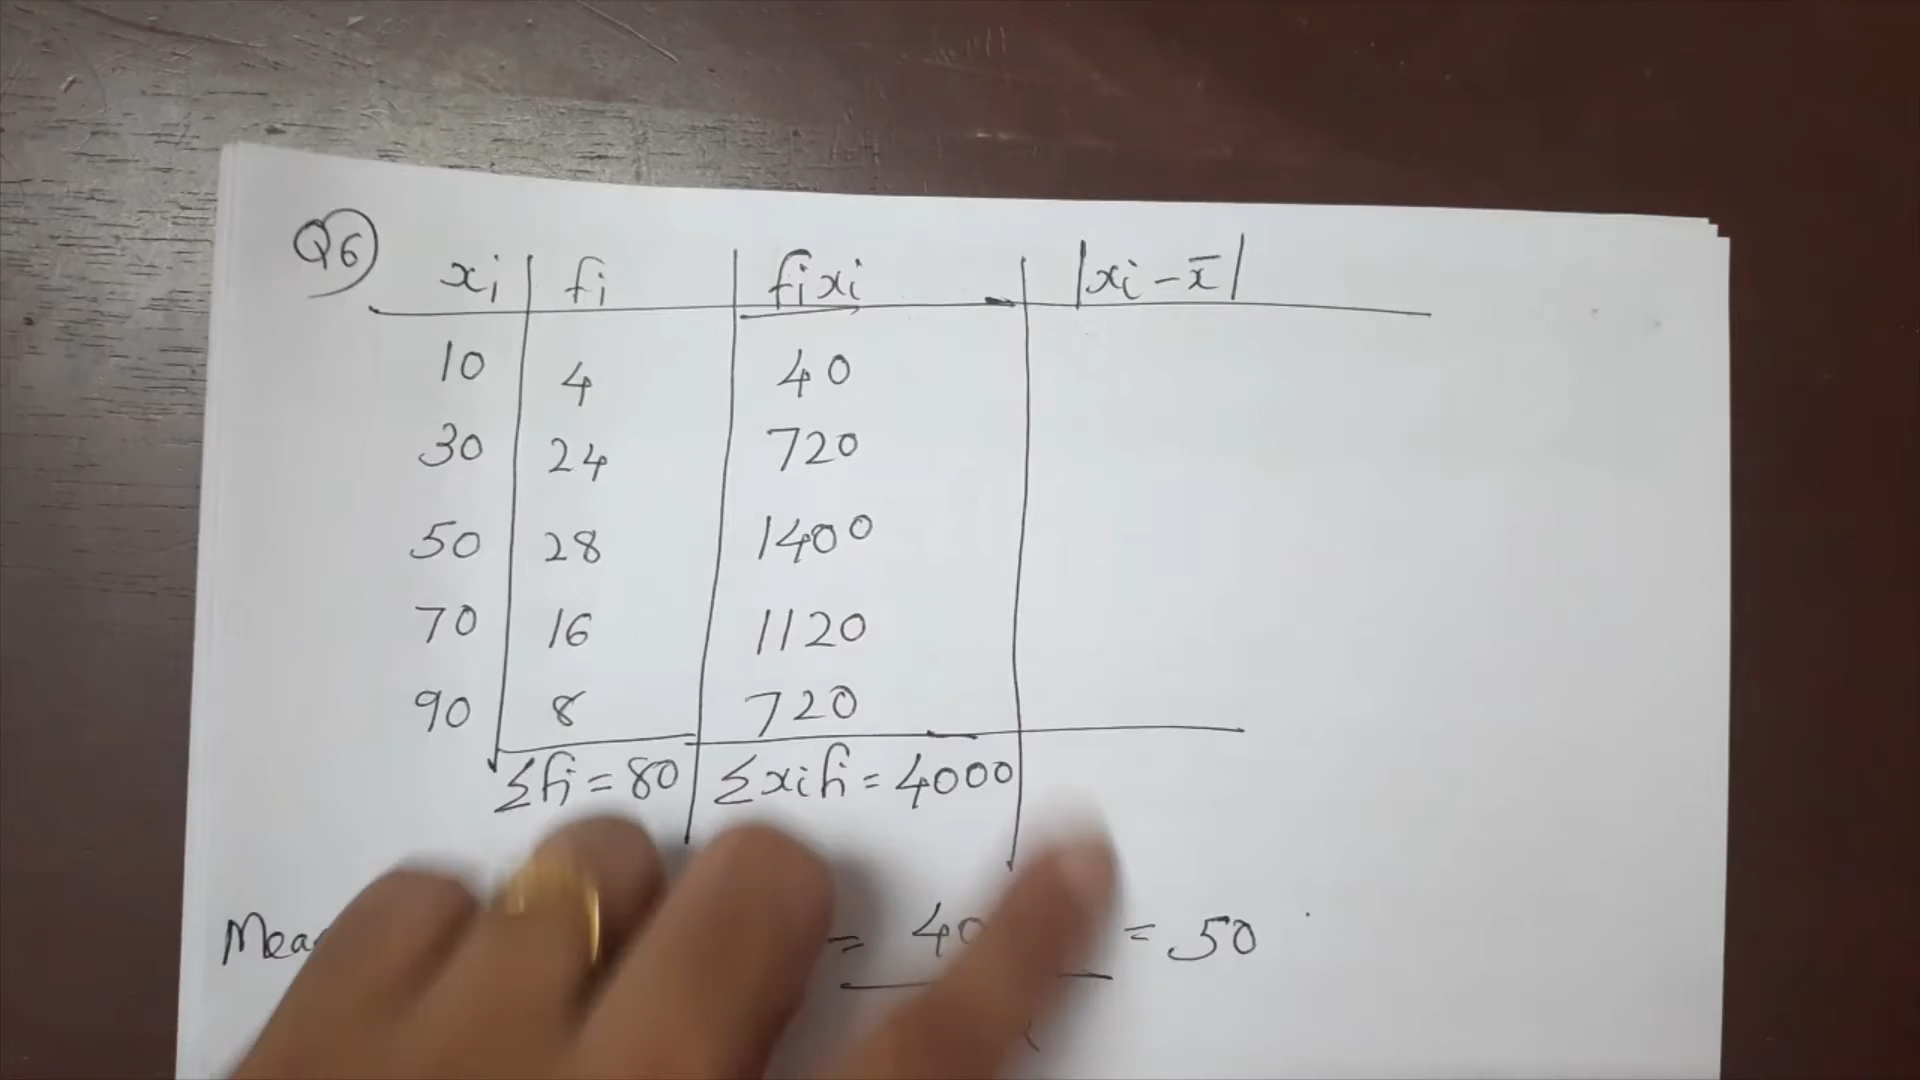 Q6
xi fi fixi |xi - x̄|
10 4 40
30 24 720
50 28 1400
70 16 1120
90 8 720
Σfi = 80 Σxifi = 4000
= = 50